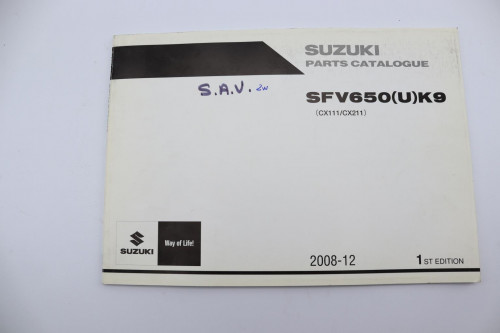 SUZUKI
PARTS CATALOGUE
S.A.V.
SFV650(U)K9
(CX111/CX211)
SUZUKI
Way of Life!
2008-12
1ST EDITION